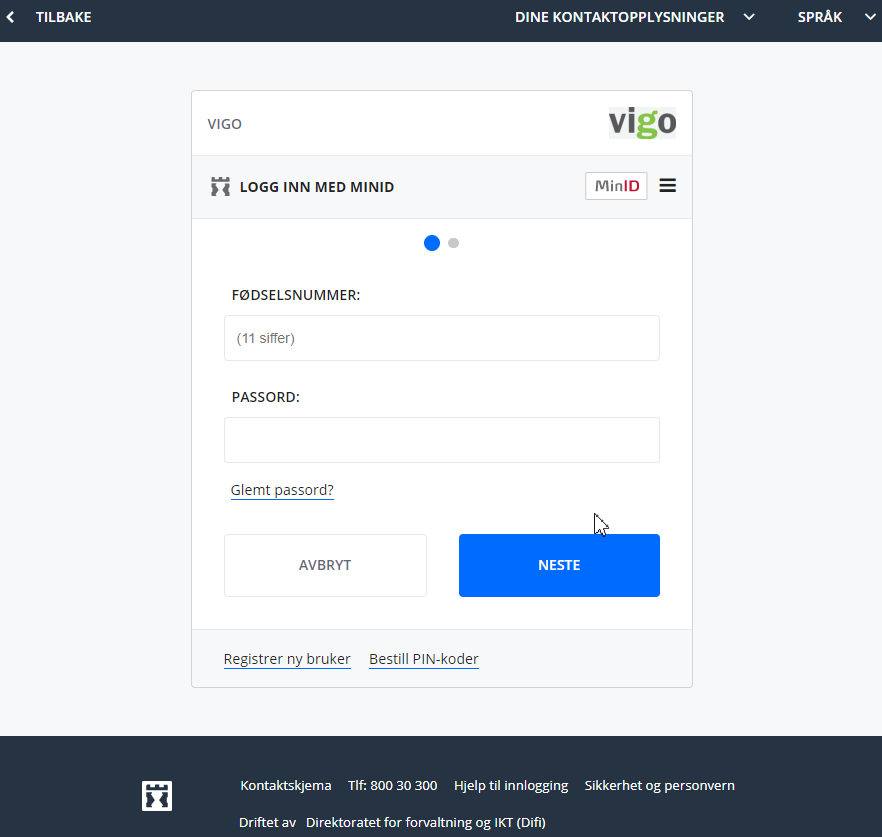 TILBAKE DINE KONTAKTOPPLYSNINGER SPRÅK
VIGO vigo
LOGG INN MED MINID MinID
FØDSELSNUMMER:
(11 siffer)
PASSORD:
Glemt passord?
AVBRYT NESTE
Registrer ny bruker Bestill PIN-koder
Kontaktskjema Tlf: 800 30 300 Hjelp til innlogging Sikkerhet og personvern
Driftet av Direktoratet for forvaltning og IKT (Difi)